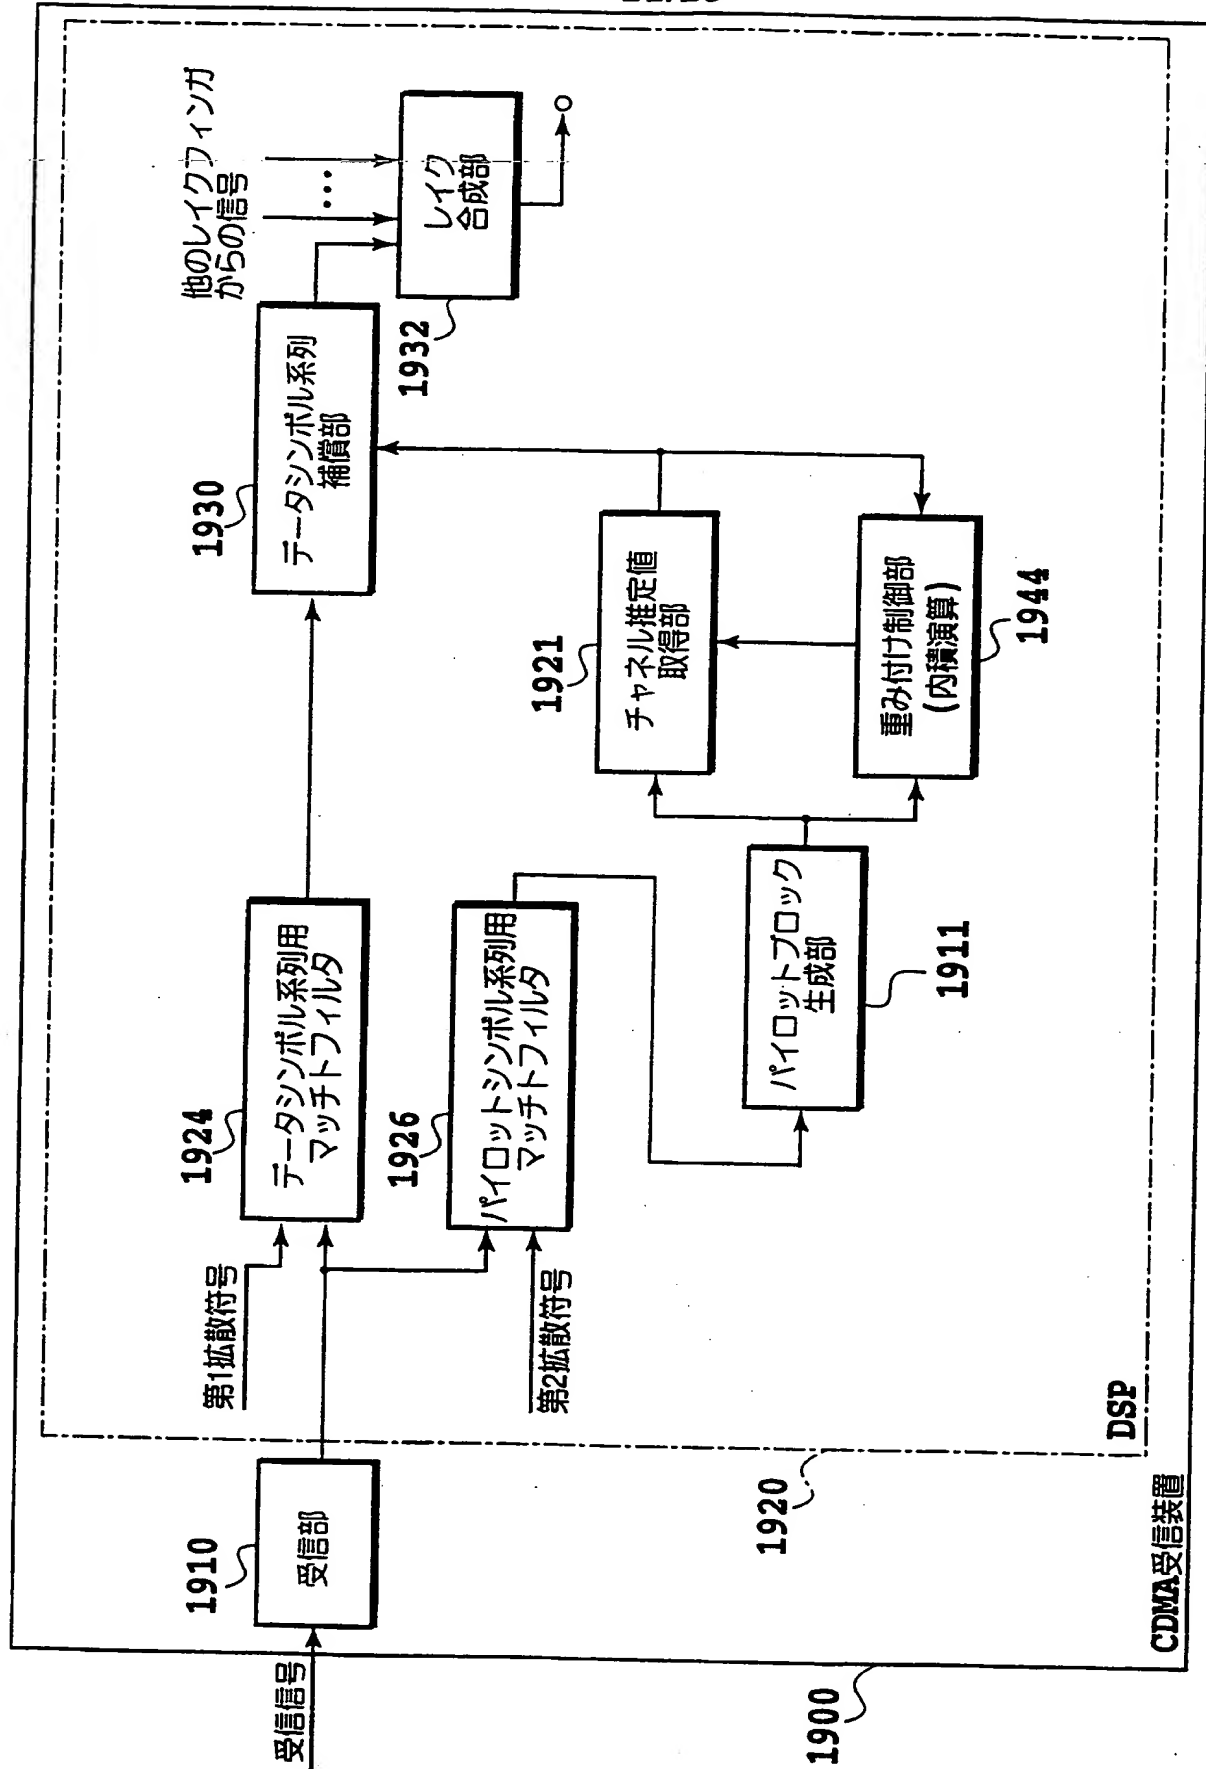 他のレイクフィンガ
からの信号
レイク
合成部
1932
データシンボル系列
補償部
1930
チャネル推定値
取得部
1921
重み付け制御部
(内積演算)
1944
データシンボル系列用
マッチトフィルタ
1924
パイロットシンボル系列用
マッチトフィルタ
1926
パイロットブロック
生成部
1911
第1拡散符号
第2拡散符号
受信部
1910
受信信号
DSP
1920
CDMA受信装置
1900